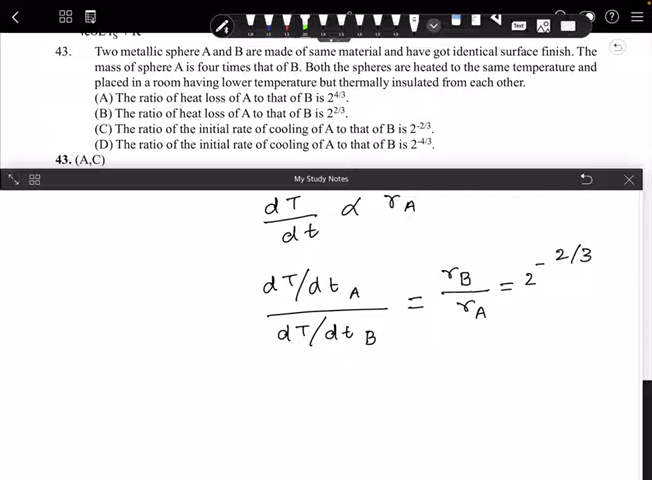 Text
43. Two metallic sphere A and B are made of same material and have got identical surface finish. The
mass of sphere A is four times that of B. Both the spheres are heated to the same temperature and
placed in a room having lower temperature but thermally insulated from each other.
(A) The ratio of heat loss of A to that of B is 2^{4/3}.
(B) The ratio of heat loss of A to that of B is 2^{2/3}.
(C) The ratio of the initial rate of cooling of A to that of B is 2^{-2/3}.
(D) The ratio of the initial rate of cooling of A to that of B is 2^{-4/3}.
43. (A,C)
My Study Notes
dT/dt ∝ r_A
(dT/dt_A)/(dT/dt_B) = r_B/r_A = 2^{-2/3}